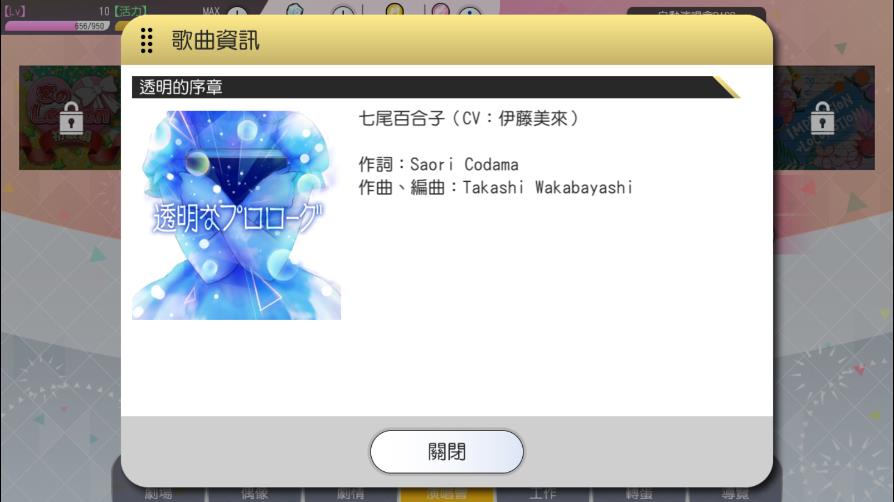 【Lv】 10【活力】 MAX
656/950
歌曲資訊
透明的序章
七尾百合子（CV：伊藤美來）
作詞：Saori Codama
作曲、編曲：Takashi Wakabayashi
透明なプロローグ
關閉
劇場 偶像 劇情 演唱會 工作 轉蛋 導覽